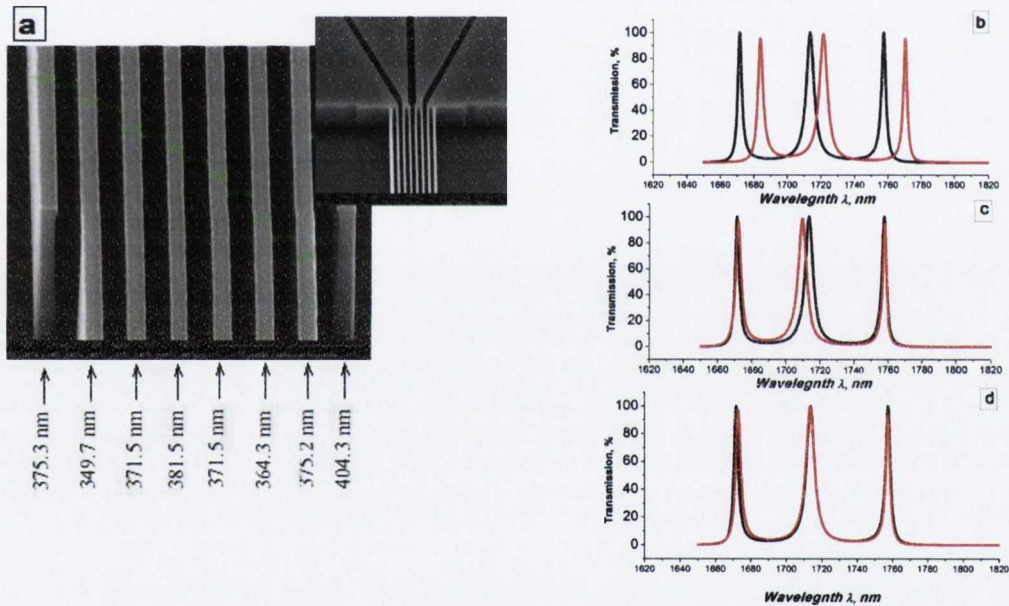 a
375.3 nm
349.7 nm
371.5 nm
381.5 nm
371.5 nm
364.3 nm
375.2 nm
404.3 nm
b
Transmission, %
100
80
60
40
20
0
1620 1640 1660 1680 1700 1720 1740 1760 1780 1800 1820
Wavelegnth λ, nm
c
Transmission, %
100
80
60
40
20
0
1620 1640 1660 1680 1700 1720 1740 1760 1780 1800 1820
Wavelegnth λ, nm
d
Transmission, %
100
80
60
40
20
0
1620 1640 1660 1680 1700 1720 1740 1760 1780 1800 1820
Wavelegnth λ, nm